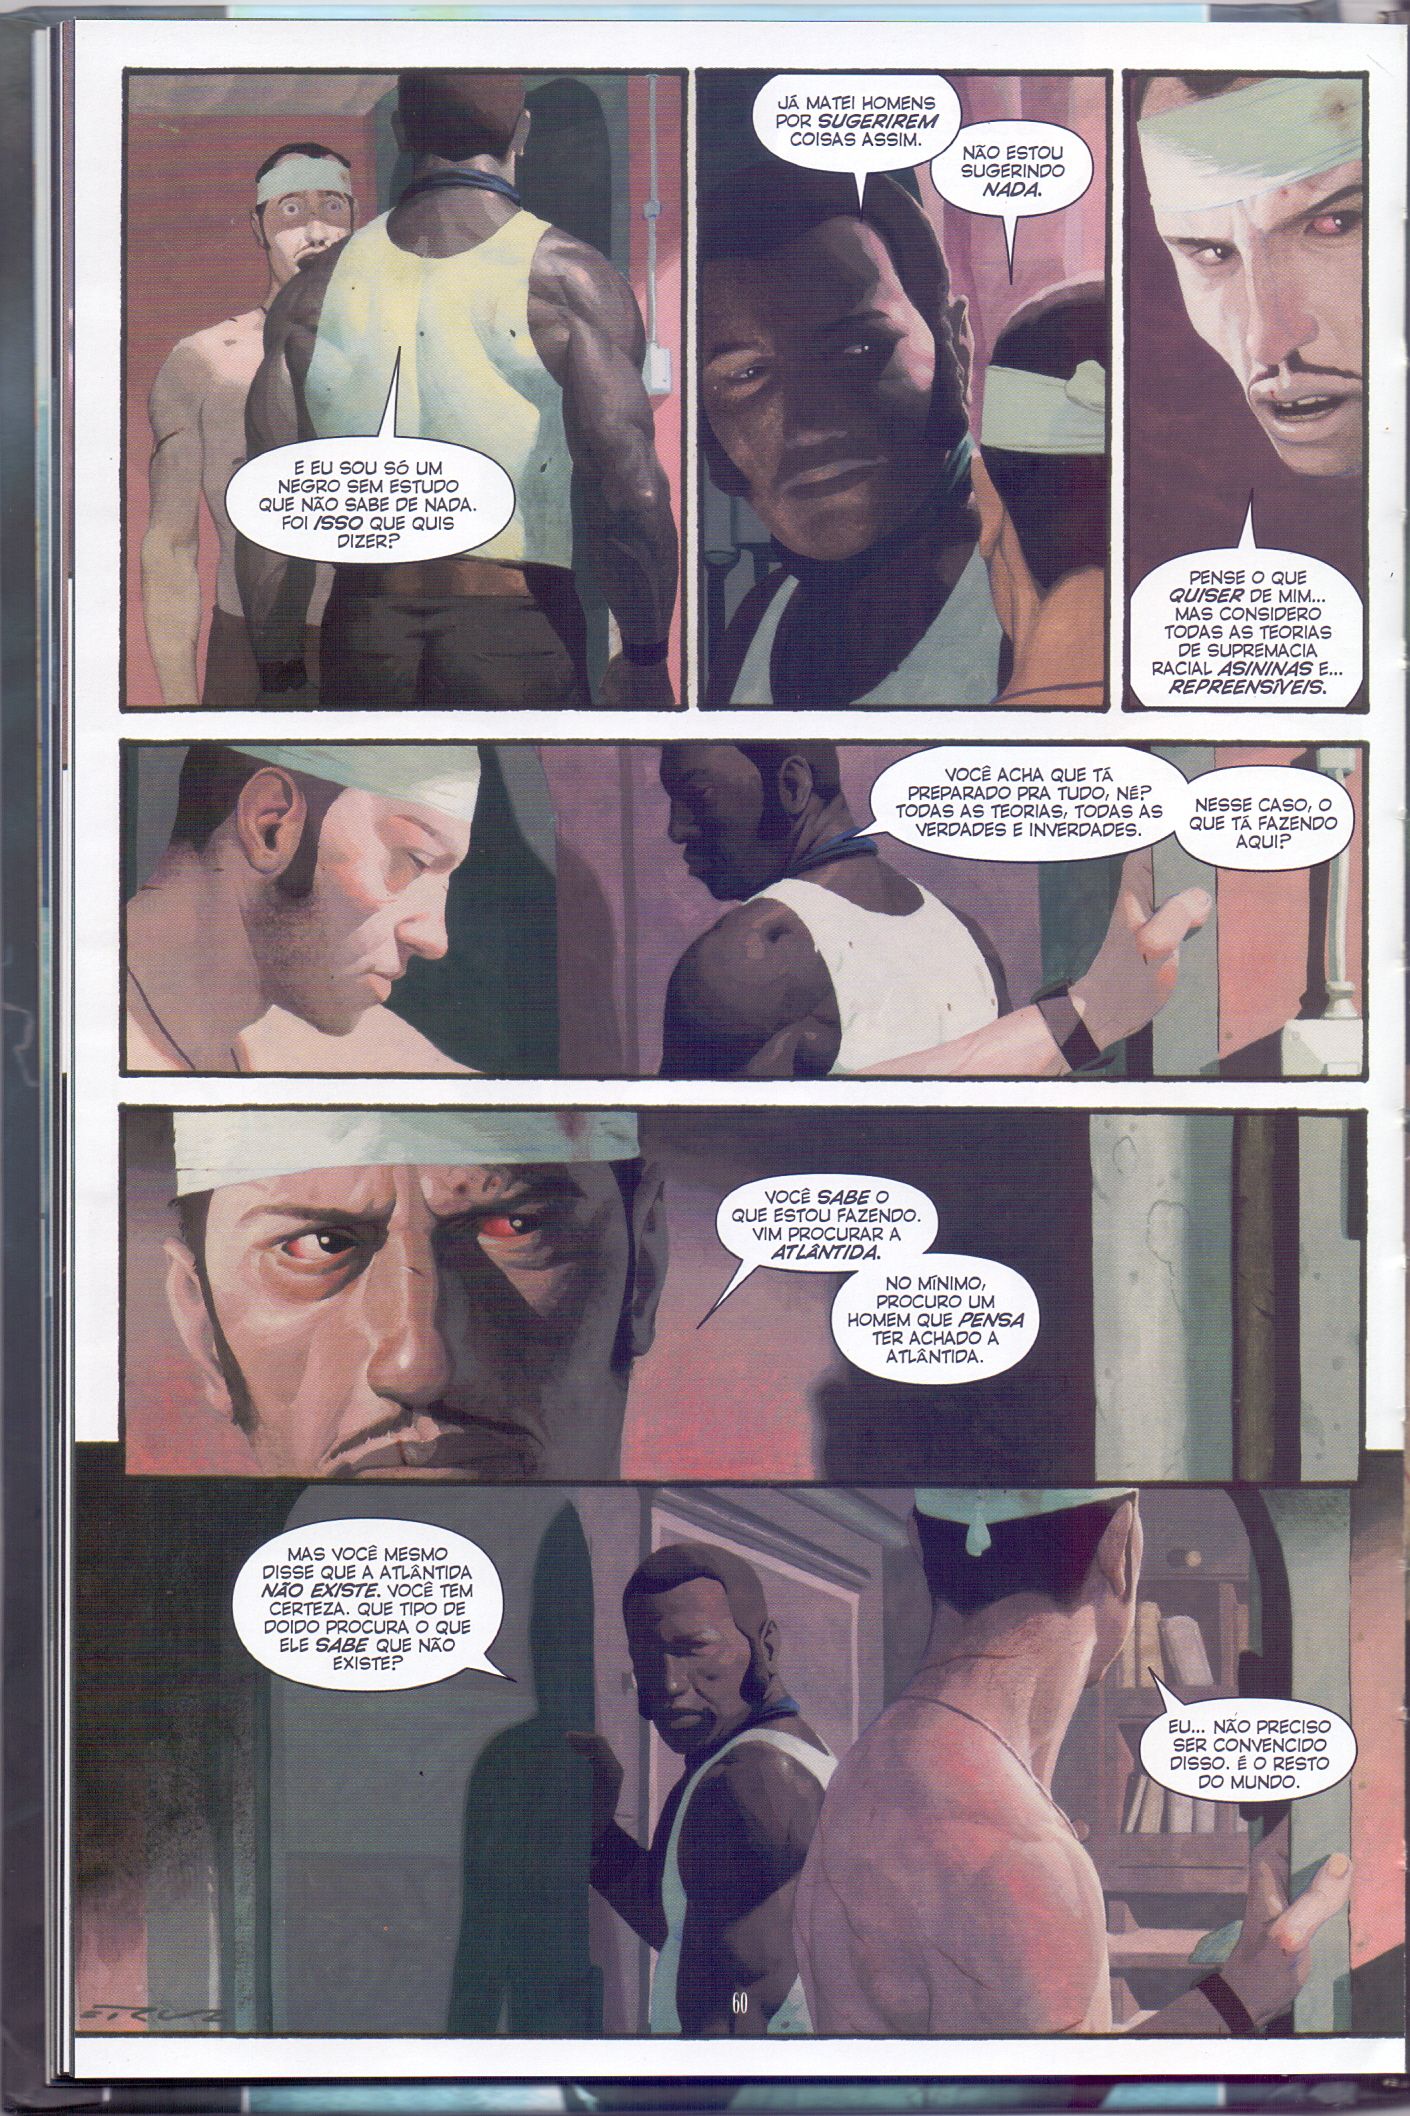 E EU SOU SÓ UM
NEGRO SEM ESTUDO
QUE NÃO SABE DE NADA.
FOI ISSO QUE QUIS
DIZER?
JÁ MATEI HOMENS
POR SUGERIREM
COISAS ASSIM.
NÃO ESTOU
SUGERINDO
NADA.
PENSE O QUE
QUISER DE MIM...
MAS CONSIDERO
TODAS AS TEORIAS
DE SUPREMACIA
RACIAL ASININAS E...
REPREENSÍVEIS.
VOCÊ ACHA QUE TÁ
PREPARADO PRA TUDO, NÉ?
TODAS AS TEORIAS, TODAS AS
VERDADES E INVERDADES.
NESSE CASO, O
QUE TÁ FAZENDO
AQUI?
VOCÊ SABE O
QUE ESTOU FAZENDO.
VIM PROCURAR A
ATLÂNTIDA.
NO MÍNIMO,
PROCURO UM
HOMEM QUE PENSA
TER ACHADO A
ATLÂNTIDA.
MAS VOCÊ MESMO
DISSE QUE A ATLÂNTIDA
NÃO EXISTE. VOCÊ TEM
CERTEZA. QUE TIPO DE
DOIDO PROCURA O QUE
ELE SABE QUE NÃO
EXISTE?
EU... NÃO PRECISO
SER CONVENCIDO
DISSO. É O RESTO
DO MUNDO.
60